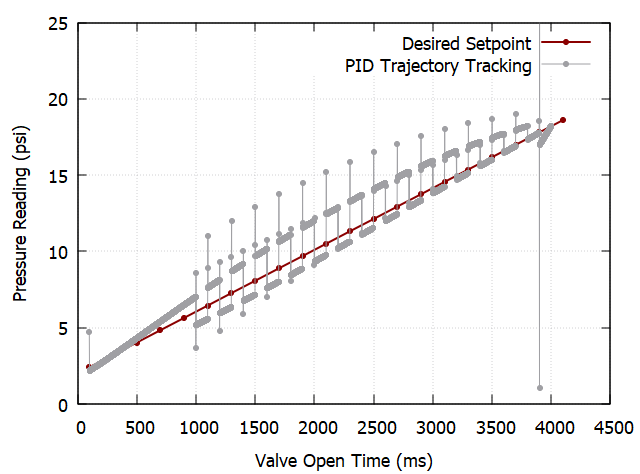 25
20
15
10
5
0
Pressure Reading (psi)
Desired Setpoint
PID Trajectory Tracking
0 500 1000 1500 2000 2500 3000 3500 4000 4500
Valve Open Time (ms)